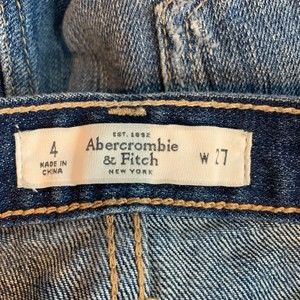 EST. 1892
4
Abercrombie
& Fitch
W 27
MADE IN
CHINA
NEW YORK